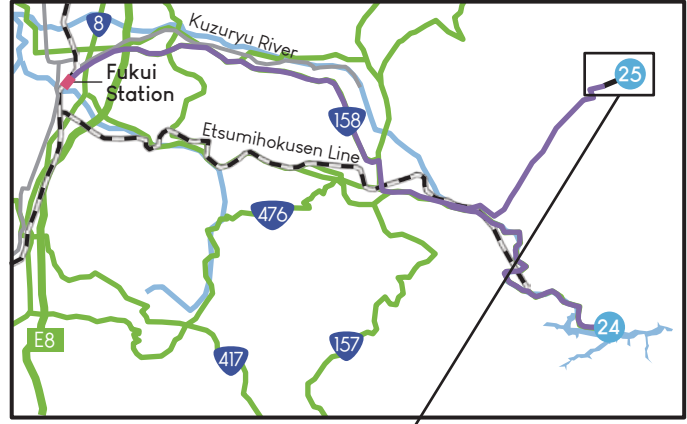 8
Kuzuryu River
Fukui
Station
25
158
Etsumihokusen Line
476
24
E8
157
417